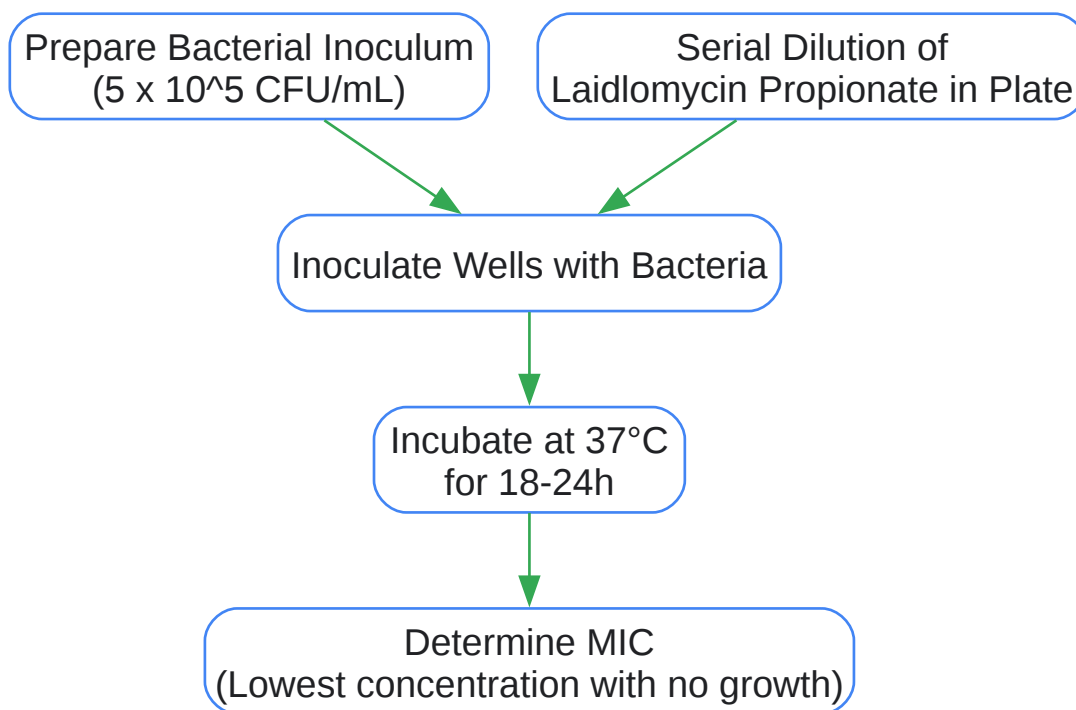 Prepare Bacterial Inoculum
(5 x 10^5 CFU/mL)
Serial Dilution of
Laidlomycin Propionate in Plate
Inoculate Wells with Bacteria
Incubate at 37°C
for 18-24h
Determine MIC
(Lowest concentration with no growth)